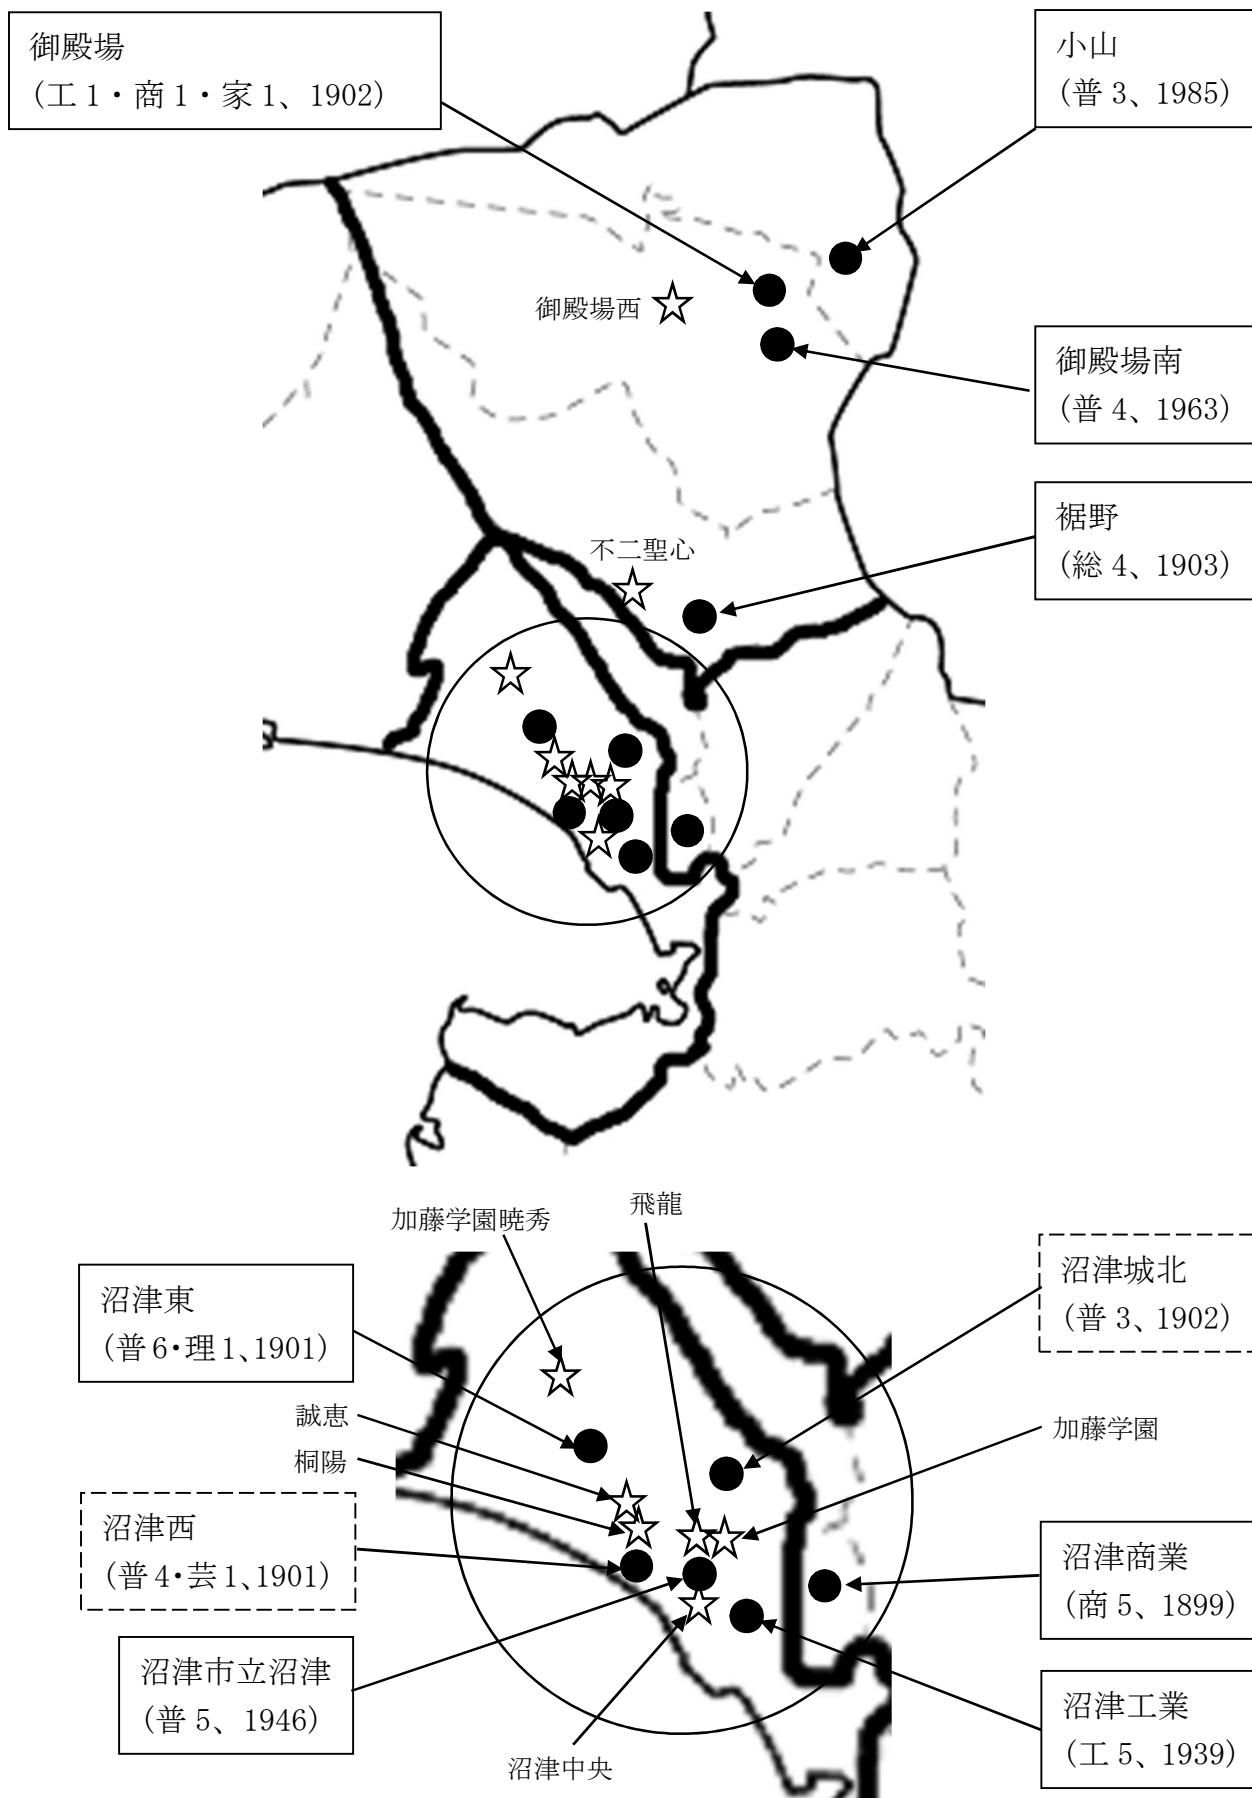 御殿場
(工 1・商 1・家 1、1902)
小山
(普 3、1985)
御殿場西
御殿場南
(普 4、1963)
裾野
(総 4、1903)
不二聖心
飛龍
加藤学園暁秀
沼津城北
(普 3、1902)
沼津東
(普 6・理 1、1901)
誠恵
加藤学園
桐陽
沼津西
(普 4・芸 1、1901)
沼津商業
(商 5、1899)
沼津市立沼津
(普 5、1946)
沼津工業
(工 5、1939)
沼津中央